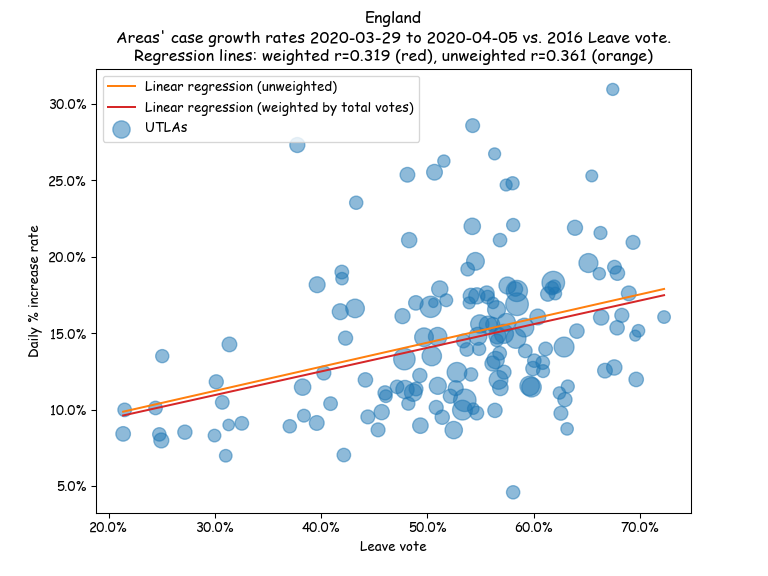 England
Areas' case growth rates 2020-03-29 to 2020-04-05 vs. 2016 Leave vote.
Regression lines: weighted r=0.319 (red), unweighted r=0.361 (orange)
Linear regression (unweighted)
Linear regression (weighted by total votes)
UTLAs
30.0%
25.0%
20.0%
15.0%
10.0%
5.0%
Daily % increase rate
20.0%
30.0%
40.0%
50.0%
60.0%
70.0%
Leave vote